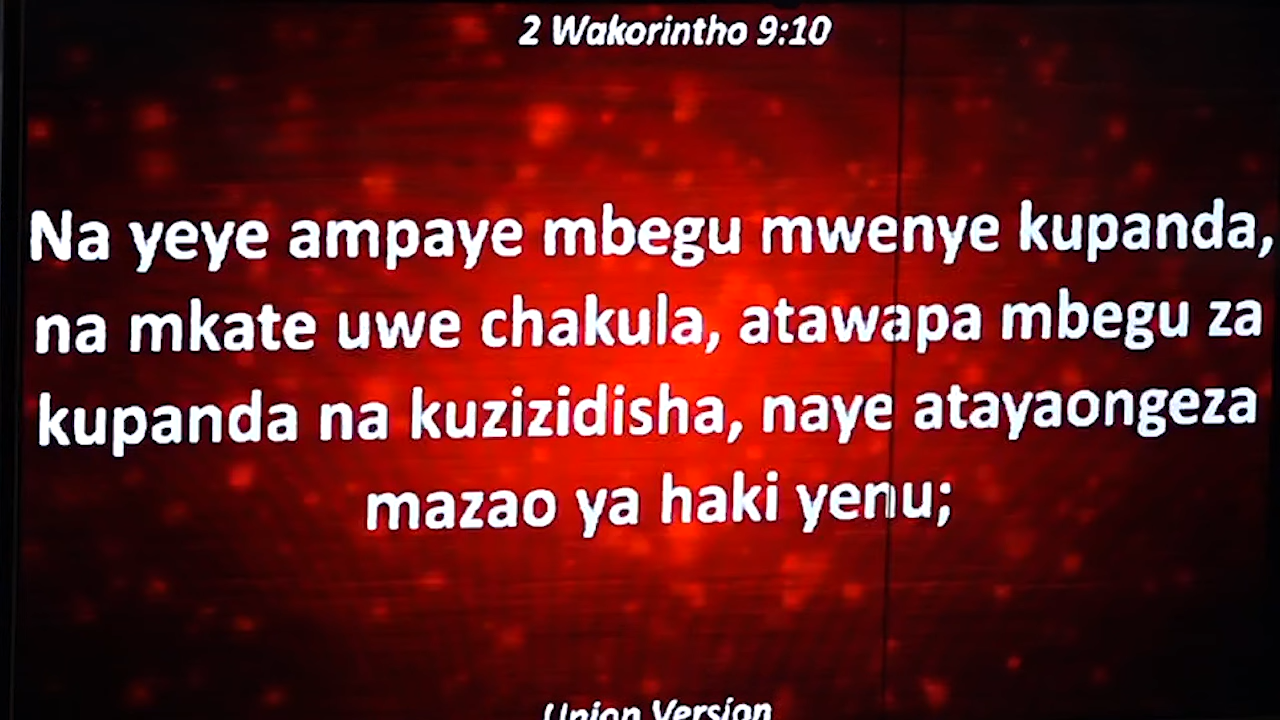 2 Wakorintho 9:10
Na yeye ampaye mbegu mwenye kupanda,
na mkate uwe chakula, atawapa mbegu za
kupanda na kuzizidisha, naye atayaongeza
mazao ya haki yenu;
Union Version